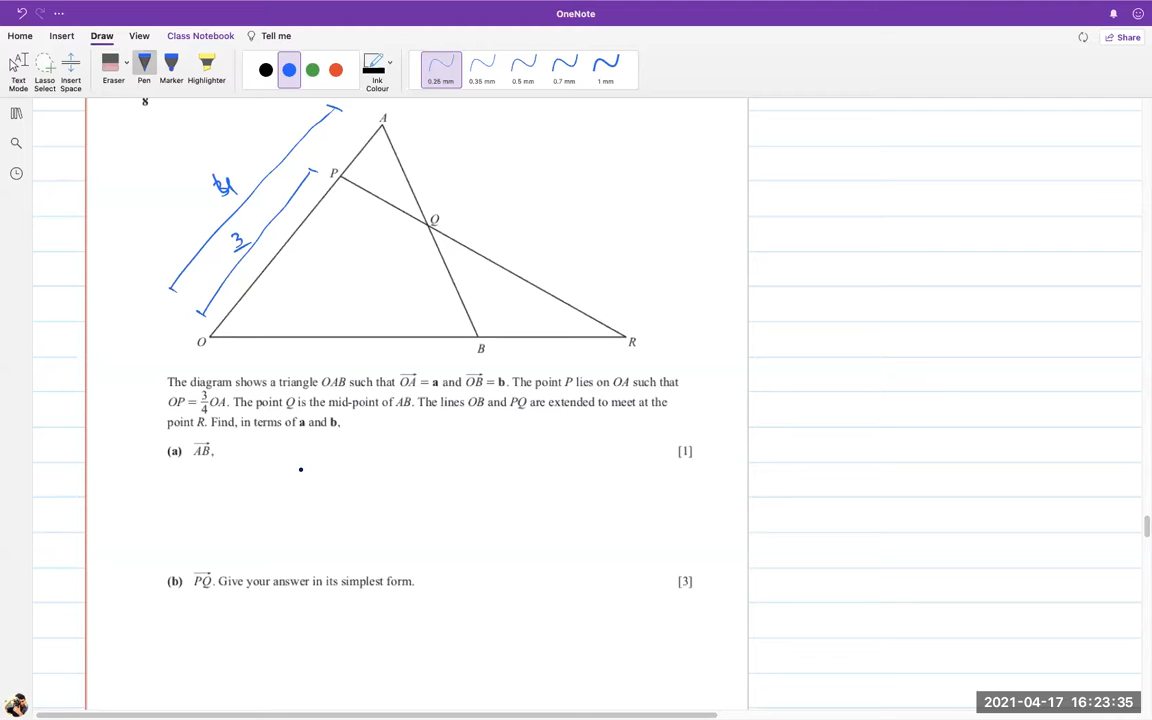 OneNote
Home Insert Draw View Class Notebook Tell me
Share
Text Mode
Lasso Select
Insert Space
Eraser
Pen
Marker
Highlighter
Ink Colour
0.25 mm
0.35 mm
0.5 mm
0.7 mm
1 mm
8
A
P
Q
3
O
B
R
The diagram shows a triangle OAB such that →OA = a and →OB = b. The point P lies on OA such that
OP = 3/4 OA. The point Q is the mid-point of AB. The lines OB and PQ are extended to meet at the
point R. Find, in terms of a and b,
(a) →AB, [1]
(b) →PQ. Give your answer in its simplest form. [3]
2021-04-17 16:23:35